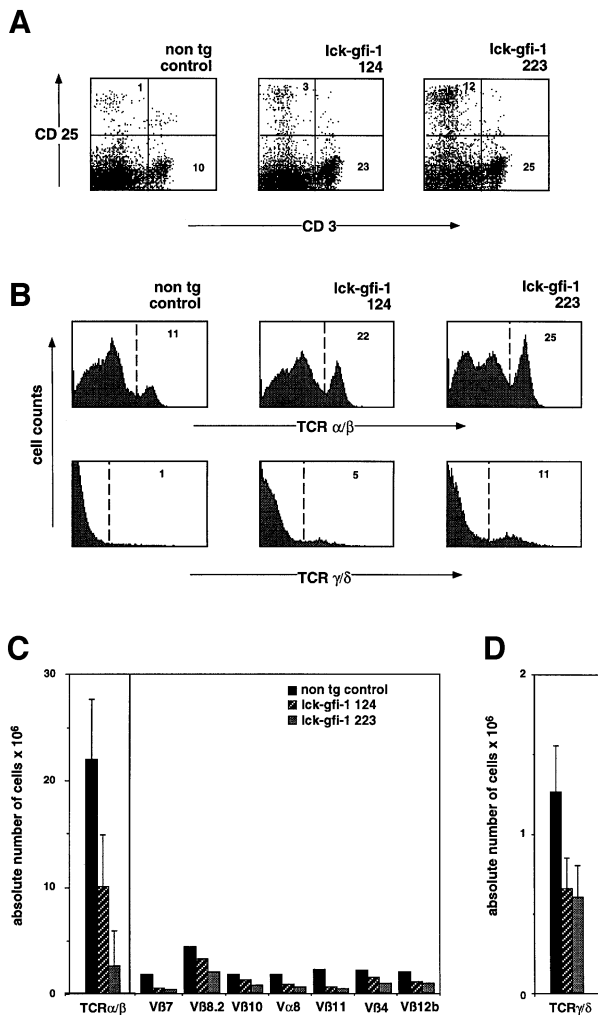 A
non tg
control
lck-gfi-1
124
lck-gfi-1
223
1
3
12
CD 25
10
23
25
CD 3
B
non tg
control
lck-gfi-1
124
lck-gfi-1
223
11
22
25
cell counts
TCR α/β
1
5
11
TCR γ/δ
C
D
absolute number of cells x 10⁶
30
20
10
0
non tg control
lck-gfi-1 124
lck-gfi-1 223
TCRα/β
Vß7
Vß8.2
Vß10
Vα8
Vß11
Vß4
Vß12b
absolute number of cells x 10⁶
2
1
0
TCRγ/δ